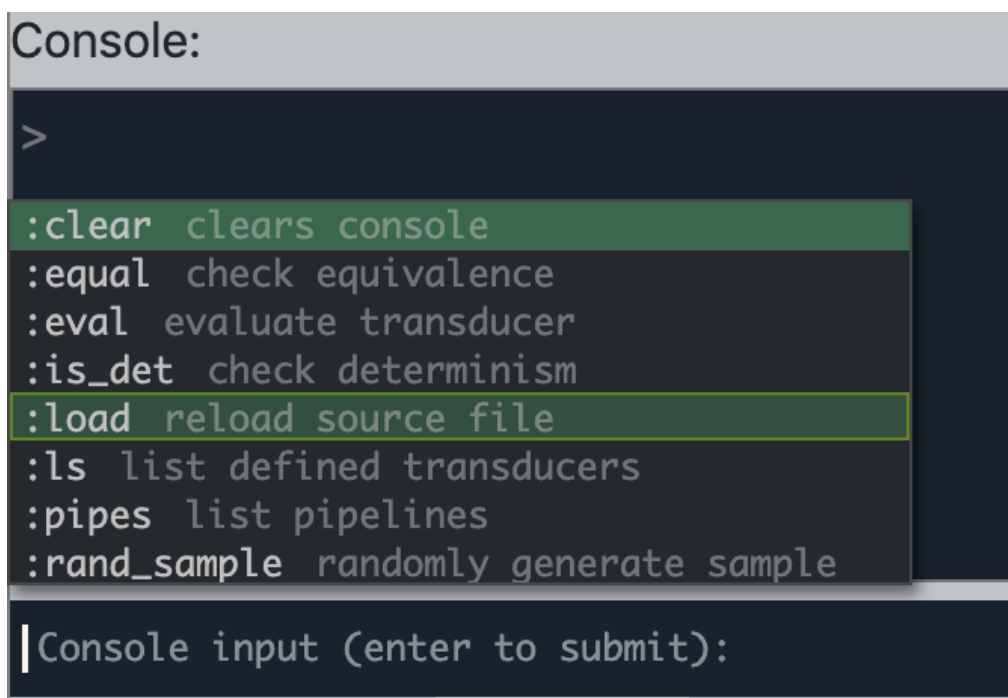 Console:
>
:clear clears console
:equal check equivalence
:eval evaluate transducer
:is_det check determinism
:load reload source file
:ls list defined transducers
:pipes list pipelines
:rand_sample randomly generate sample
Console input (enter to submit):